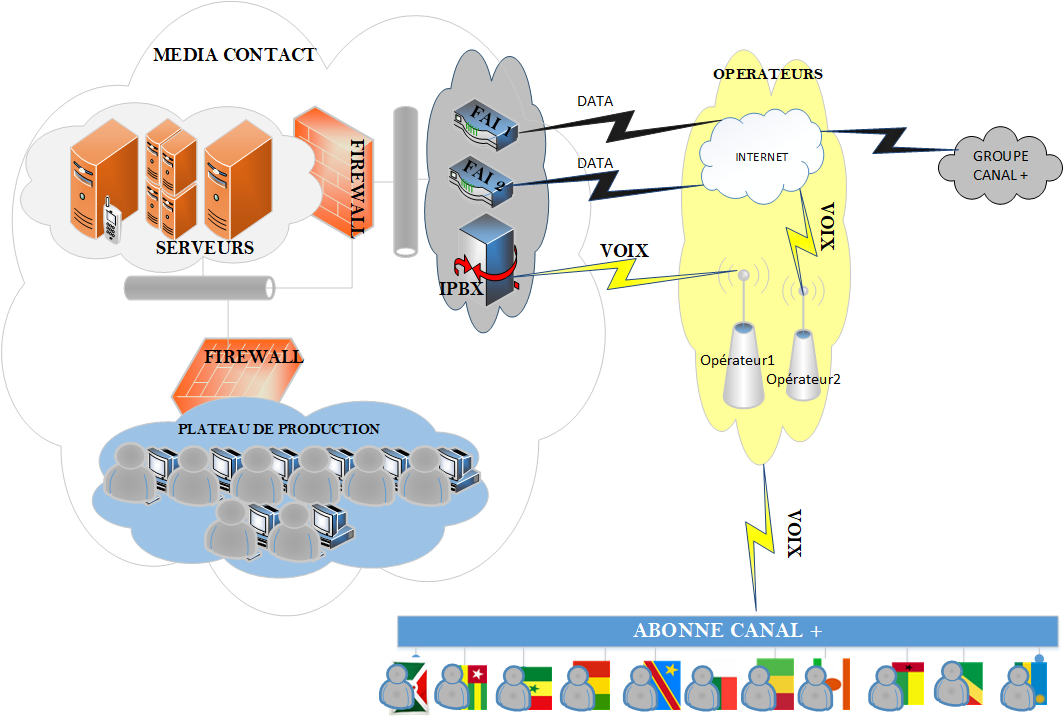 MEDIA CONTACT
OPERATEURS
DATA
FAI 1
FIREWALL
INTERNET
GROUPE
CANAL +
DATA
FAI 2
VOIX
SERVEURS
VOIX
IPBX
FIREWALL
Opérateur1
Opérateur2
PLATEAU DE PRODUCTION
VOIX
ABONNE CANAL +